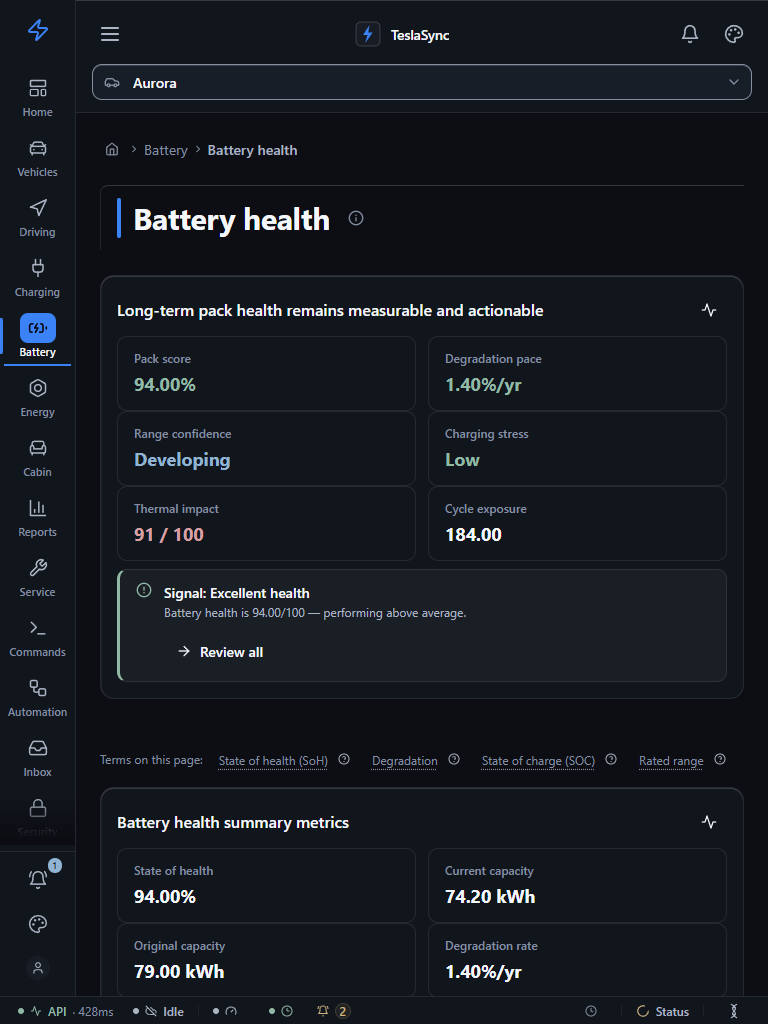 TeslaSync
Aurora
Home
Vehicles
Driving
Charging
Battery
Energy
Cabin
Reports
Service
Commands
Automation
Inbox
Security
1
Battery
Battery health
Battery health
Long-term pack health remains measurable and actionable
Pack score
94.00%
Degradation pace
1.40%/yr
Range confidence
Developing
Charging stress
Low
Thermal impact
91 / 100
Cycle exposure
184.00
Signal: Excellent health
Battery health is 94.00/100 — performing above average.
Review all
Terms on this page: State of health (SoH) Degradation State of charge (SOC) Rated range
Battery health summary metrics
State of health
94.00%
Current capacity
74.20 kWh
Original capacity
79.00 kWh
Degradation rate
1.40%/yr
API · 428ms Idle 2 Status